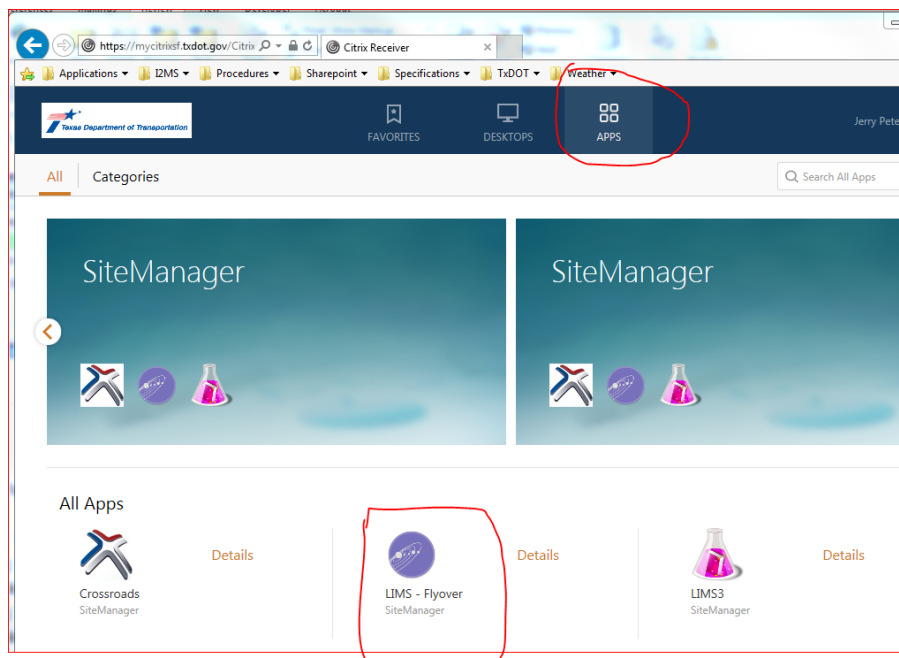 https://mycitrixsf.txdot.gov/Citrix
Citrix Receiver
Applications I2MS Procedures Sharepoint Specifications TxDOT Weather
Texas Department of Transportation
FAVORITES
DESKTOPS
APPS
Jerry Pete
All Categories
Search All Apps
SiteManager
SiteManager
All Apps
Details
Details
Details
Crossroads
LIMS - Flyover
LIMS3
SiteManager
SiteManager
SiteManager